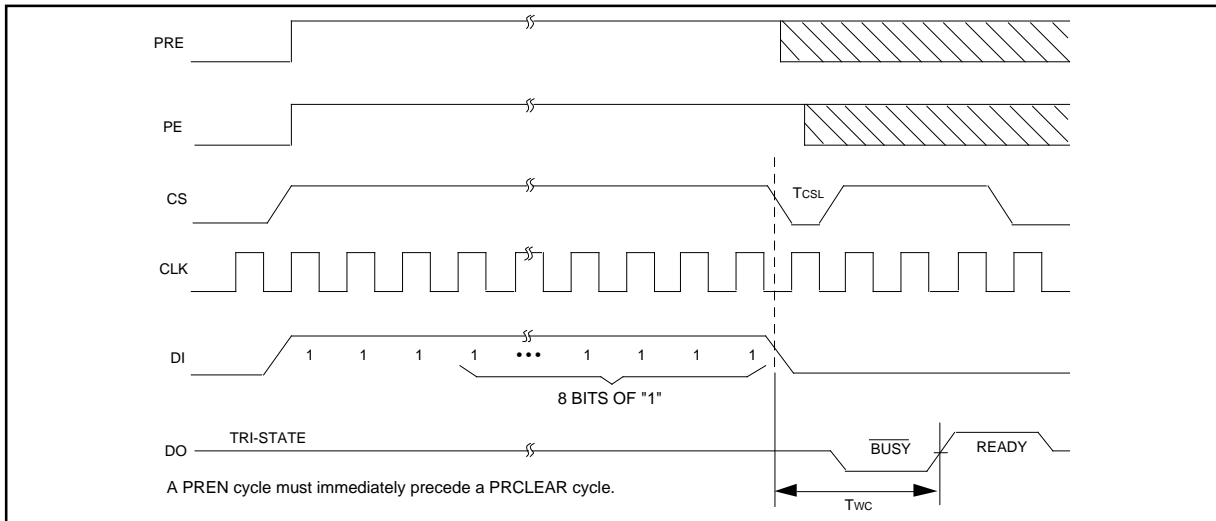 PRE
PE
CS
TCSL
CLK
DI
1 1 1 1 ••• 1 1 1 1
8 BITS OF "1"
DO
TRI-STATE
BUSY
READY
A PREN cycle must immediately precede a PRCLEAR cycle.
TWC